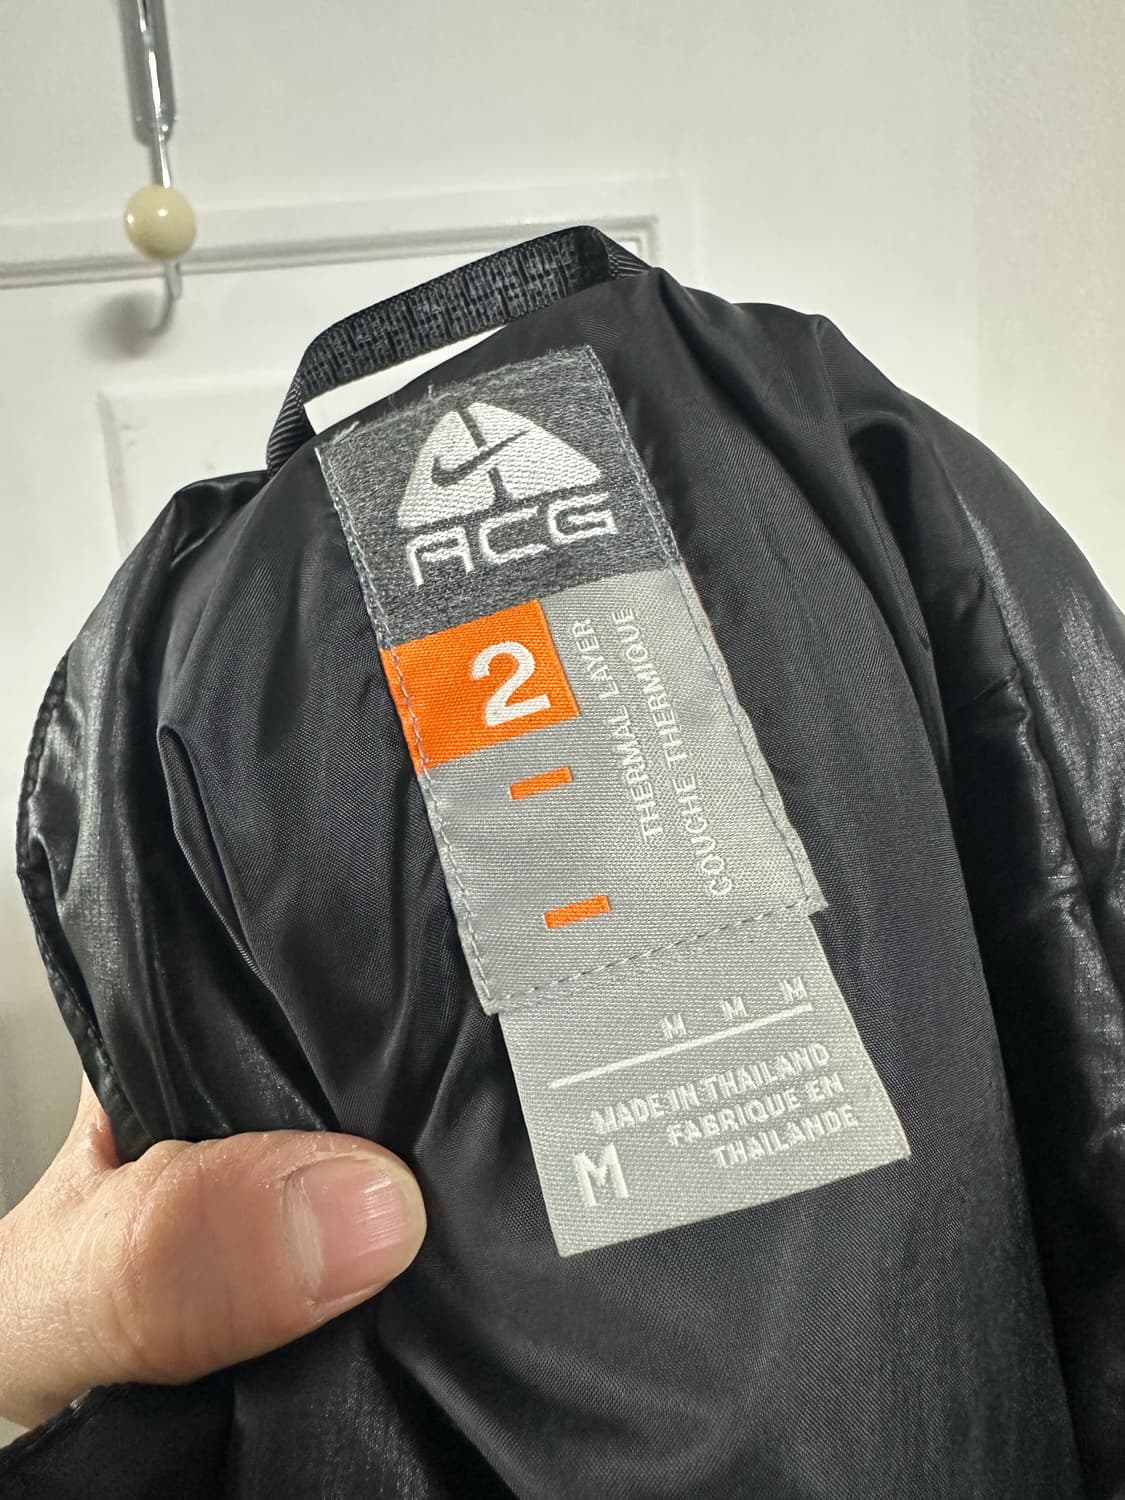 ACG
2
THERMAL LAYER
COUCHE THERMIQUE
M M M
MADE IN THAILAND
FABRIQUE EN
THAILANDE
M